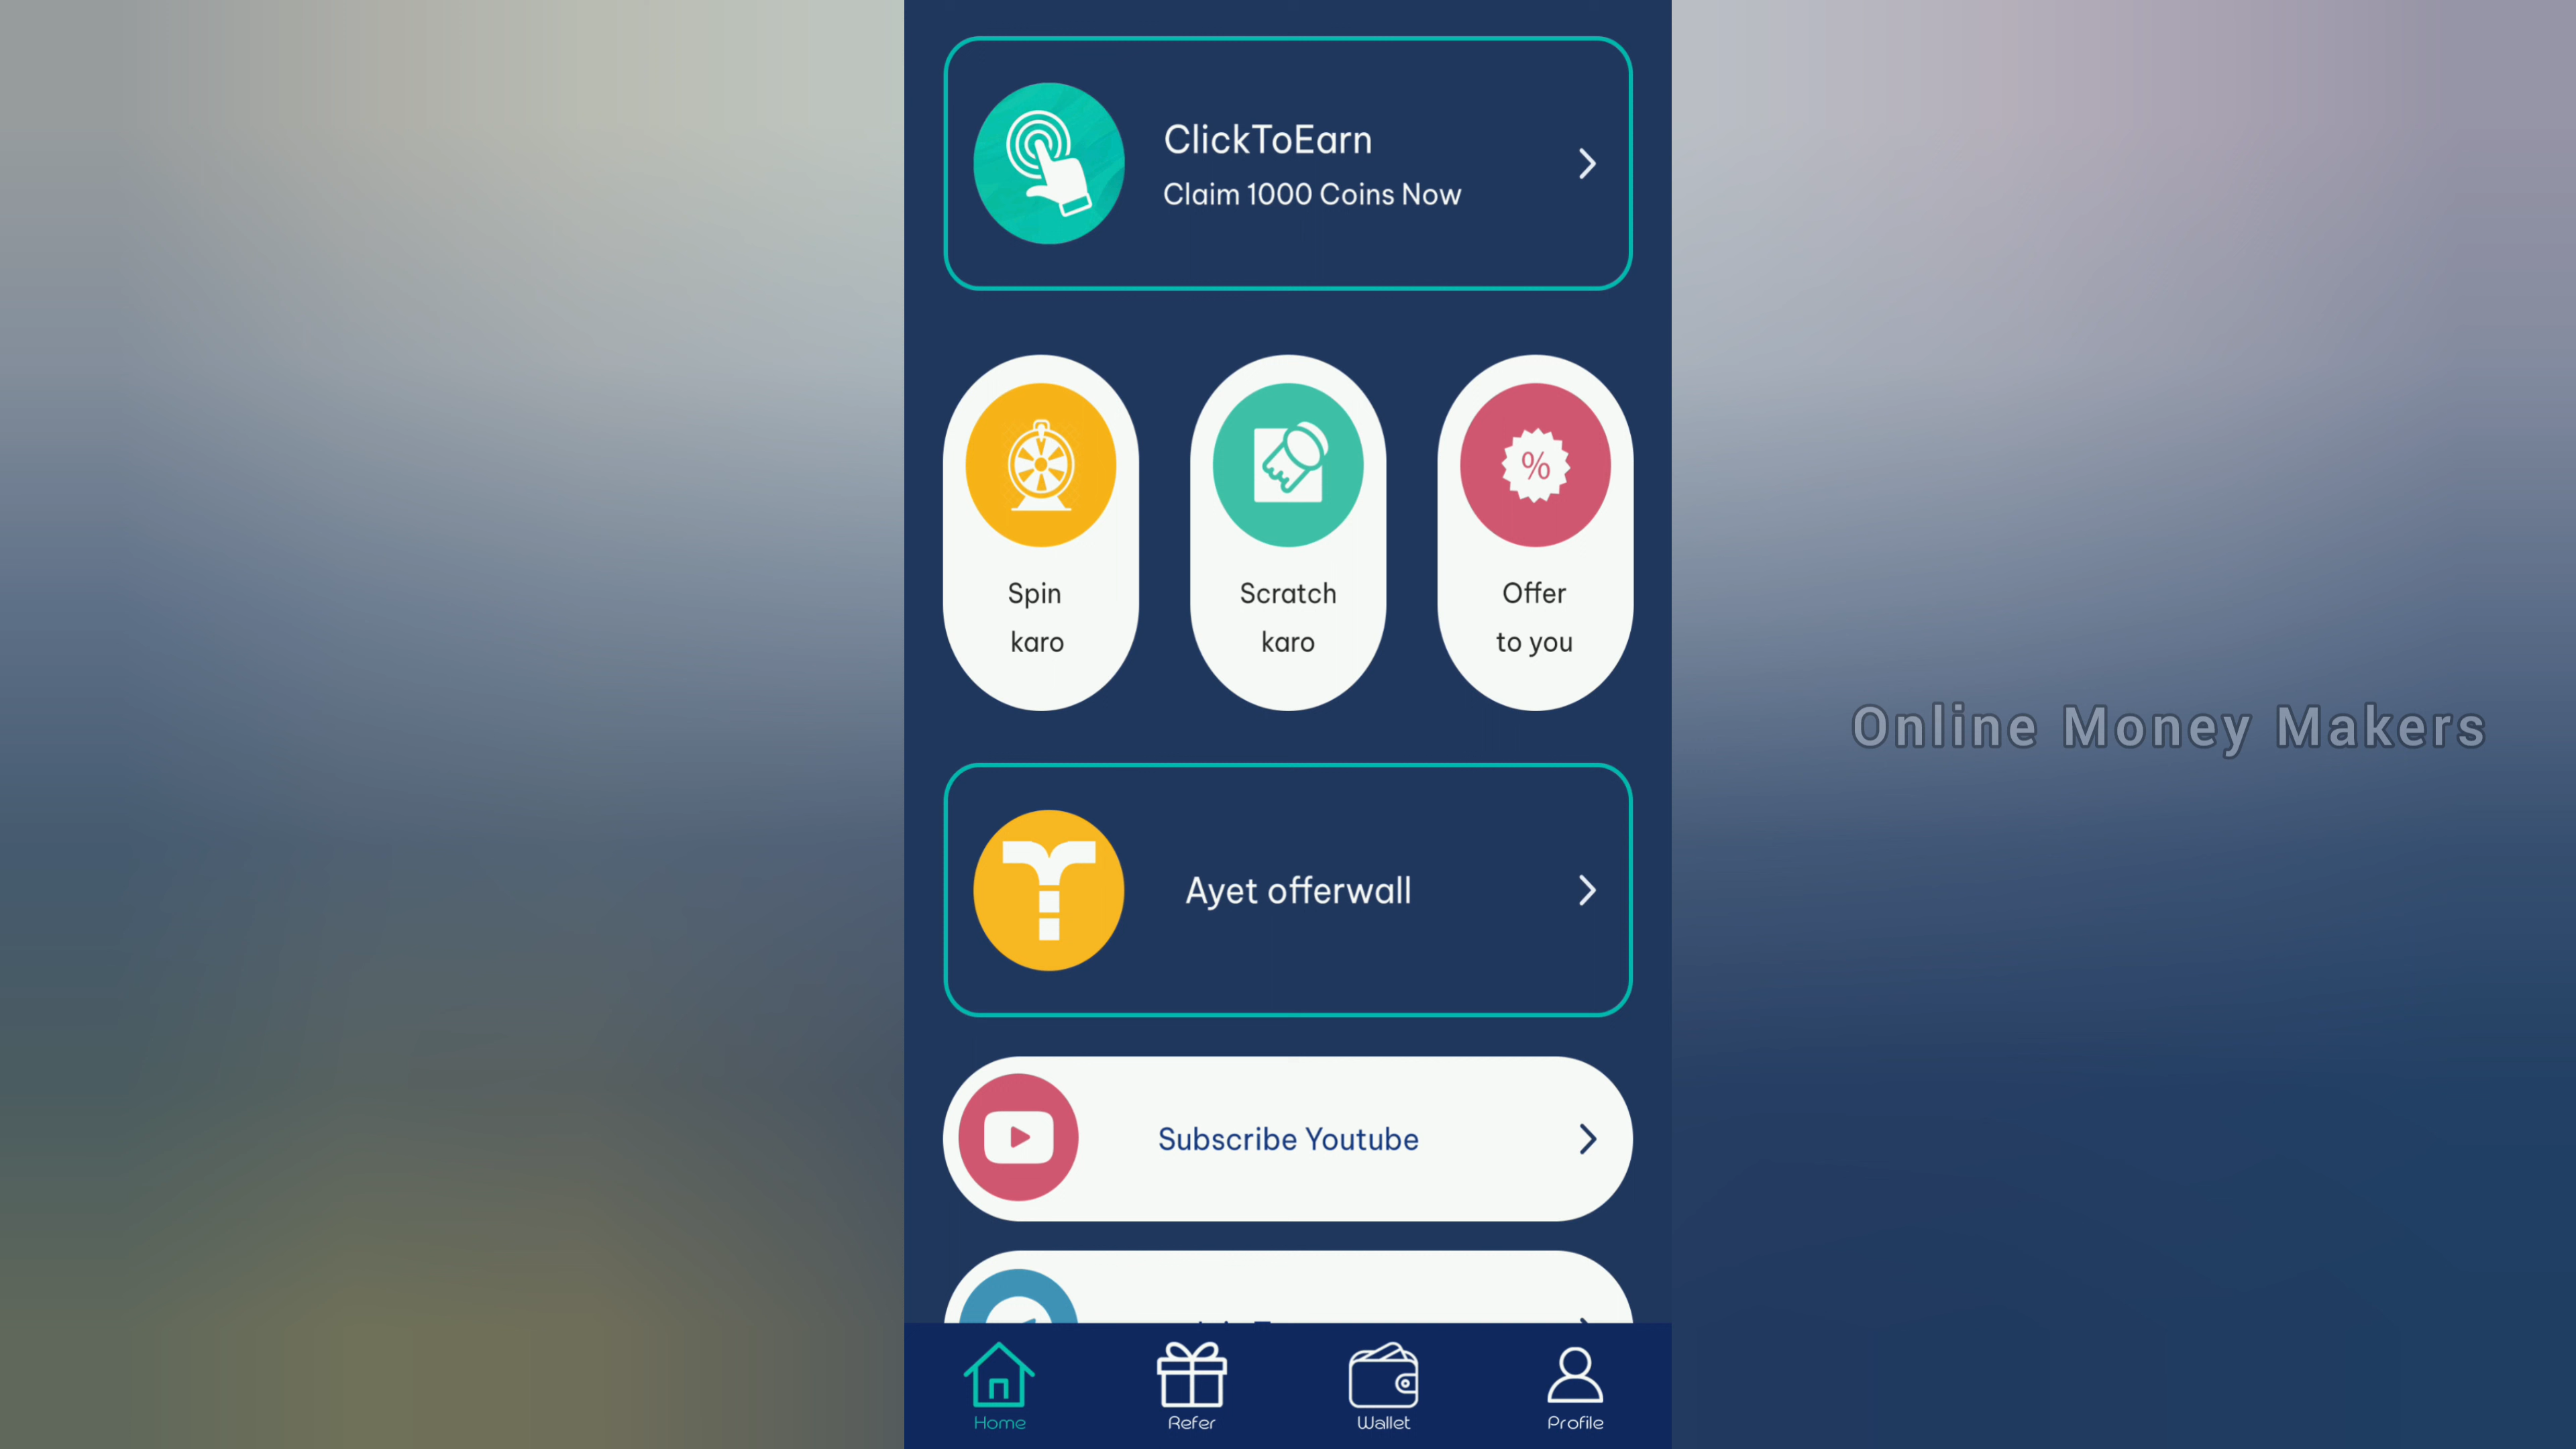 ClickToEarn
Claim 1000 Coins Now
Spin
karo
Scratch
karo
Offer
to you
%
Online Money Makers
Ayet offerwall
Subscribe Youtube
Home
Refer
Wallet
Profile